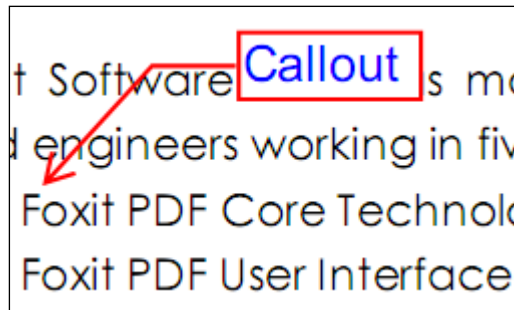 t Software Callout s mo
d engineers working in fiv
Foxit PDF Core Technolo
Foxit PDF User Interface